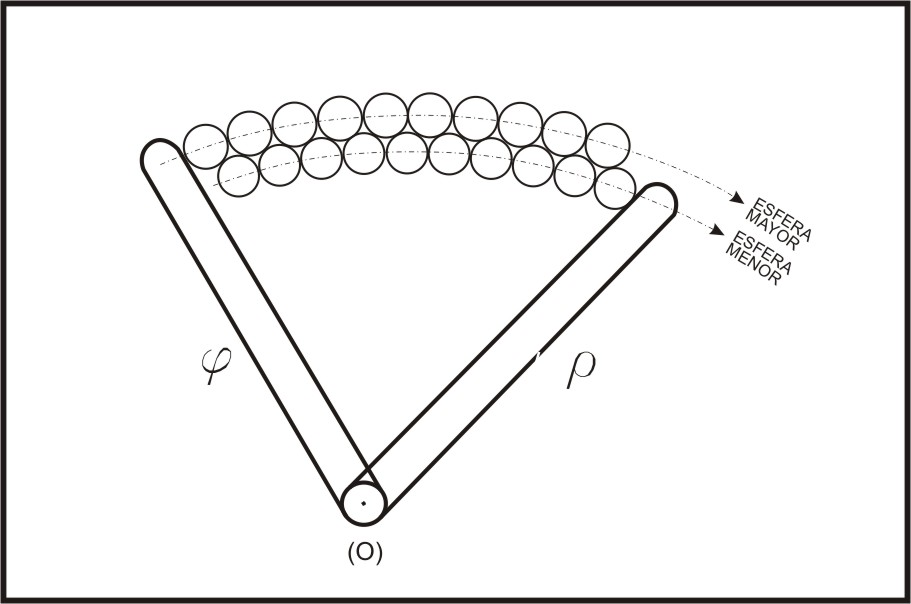 ESFERA
MAYOR
ESFERA
MENOR
φ
ρ
(O)